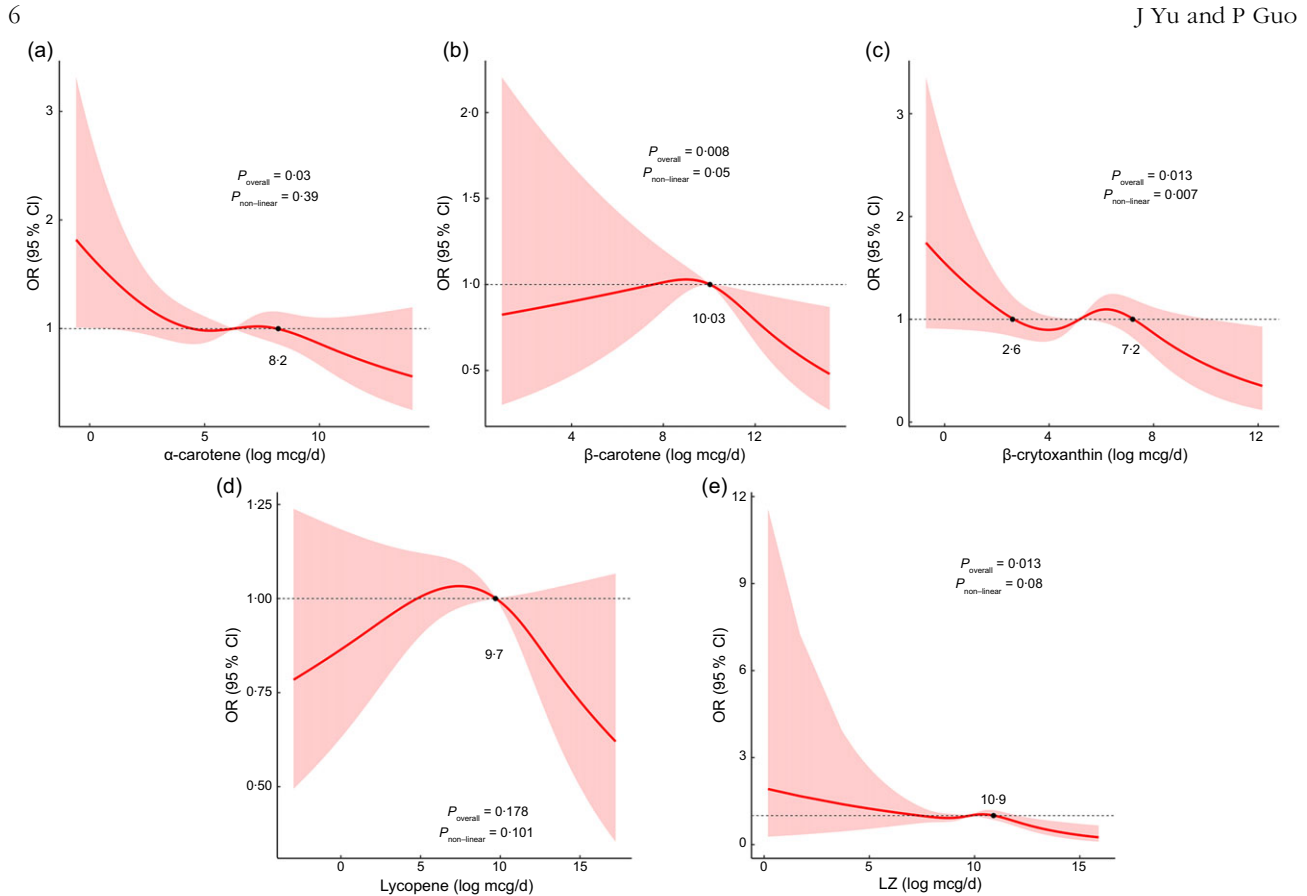 6
J Yu and P Guo
(a)
3
2
1
OR (95 % CI)
P overall = 0·03
P non–linear = 0·39
8·2
0
5
10
α-carotene (log mcg/d)
(b)
2·0
1·5
1·0
0·5
OR (95 % CI)
P overall = 0·008
P non–linear = 0·05
10·03
4
8
12
β-carotene (log mcg/d)
(c)
3
2
1
0
OR (95 % CI)
P overall = 0·013
P non–linear = 0·007
2·6
7·2
0
4
8
12
β-crytoxanthin (log mcg/d)
(d)
1·25
1·00
0·75
0·50
OR (95 % CI)
9·7
P overall = 0·178
P non–linear = 0·101
0
5
10
15
Lycopene (log mcg/d)
(e)
12
9
6
3
0
OR (95 % CI)
P overall = 0·013
P non–linear = 0·08
10·9
0
5
10
15
LZ (log mcg/d)